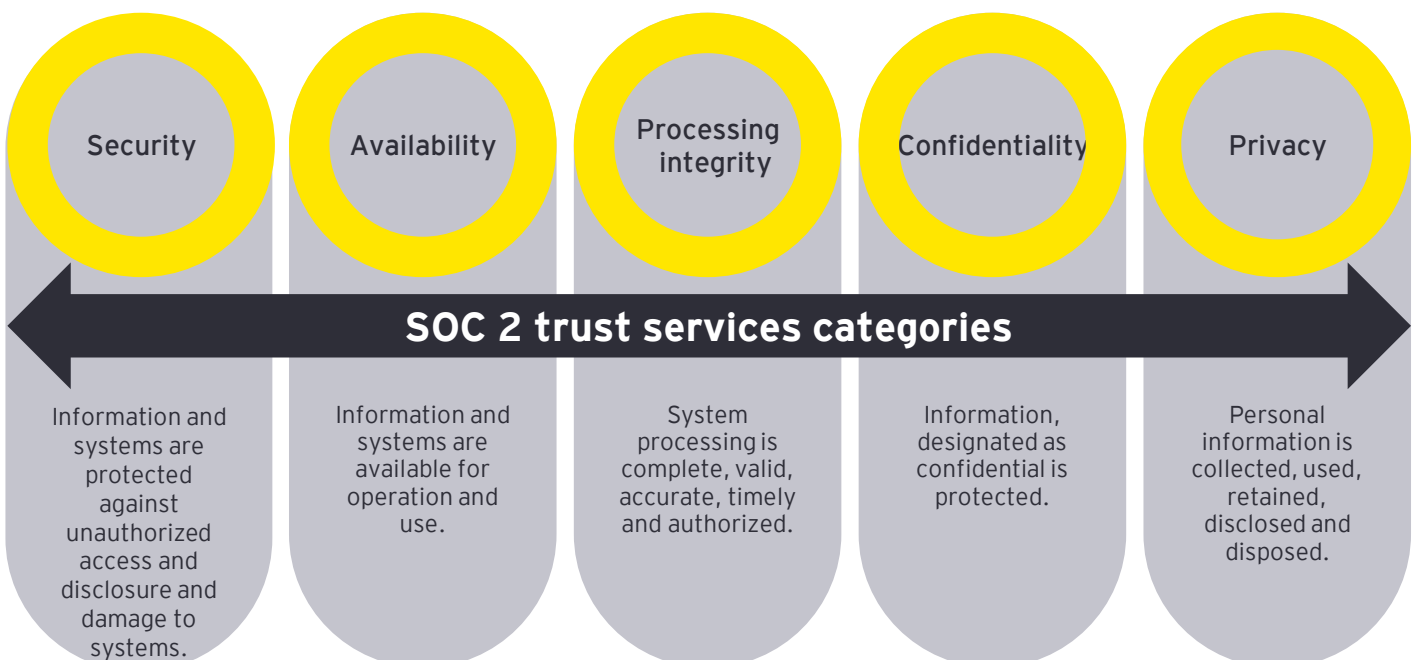 Security
Availability
Processing
integrity
Confidentiality
Privacy
SOC 2 trust services categories
Information and
systems are
protected
against
unauthorized
access and
disclosure and
damage to
systems.
Information and
systems are
available for
operation and
use.
System
processing is
complete, valid,
accurate, timely
and authorized.
Information,
designated as
confidential is
protected.
Personal
information is
collected, used,
retained,
disclosed and
disposed.